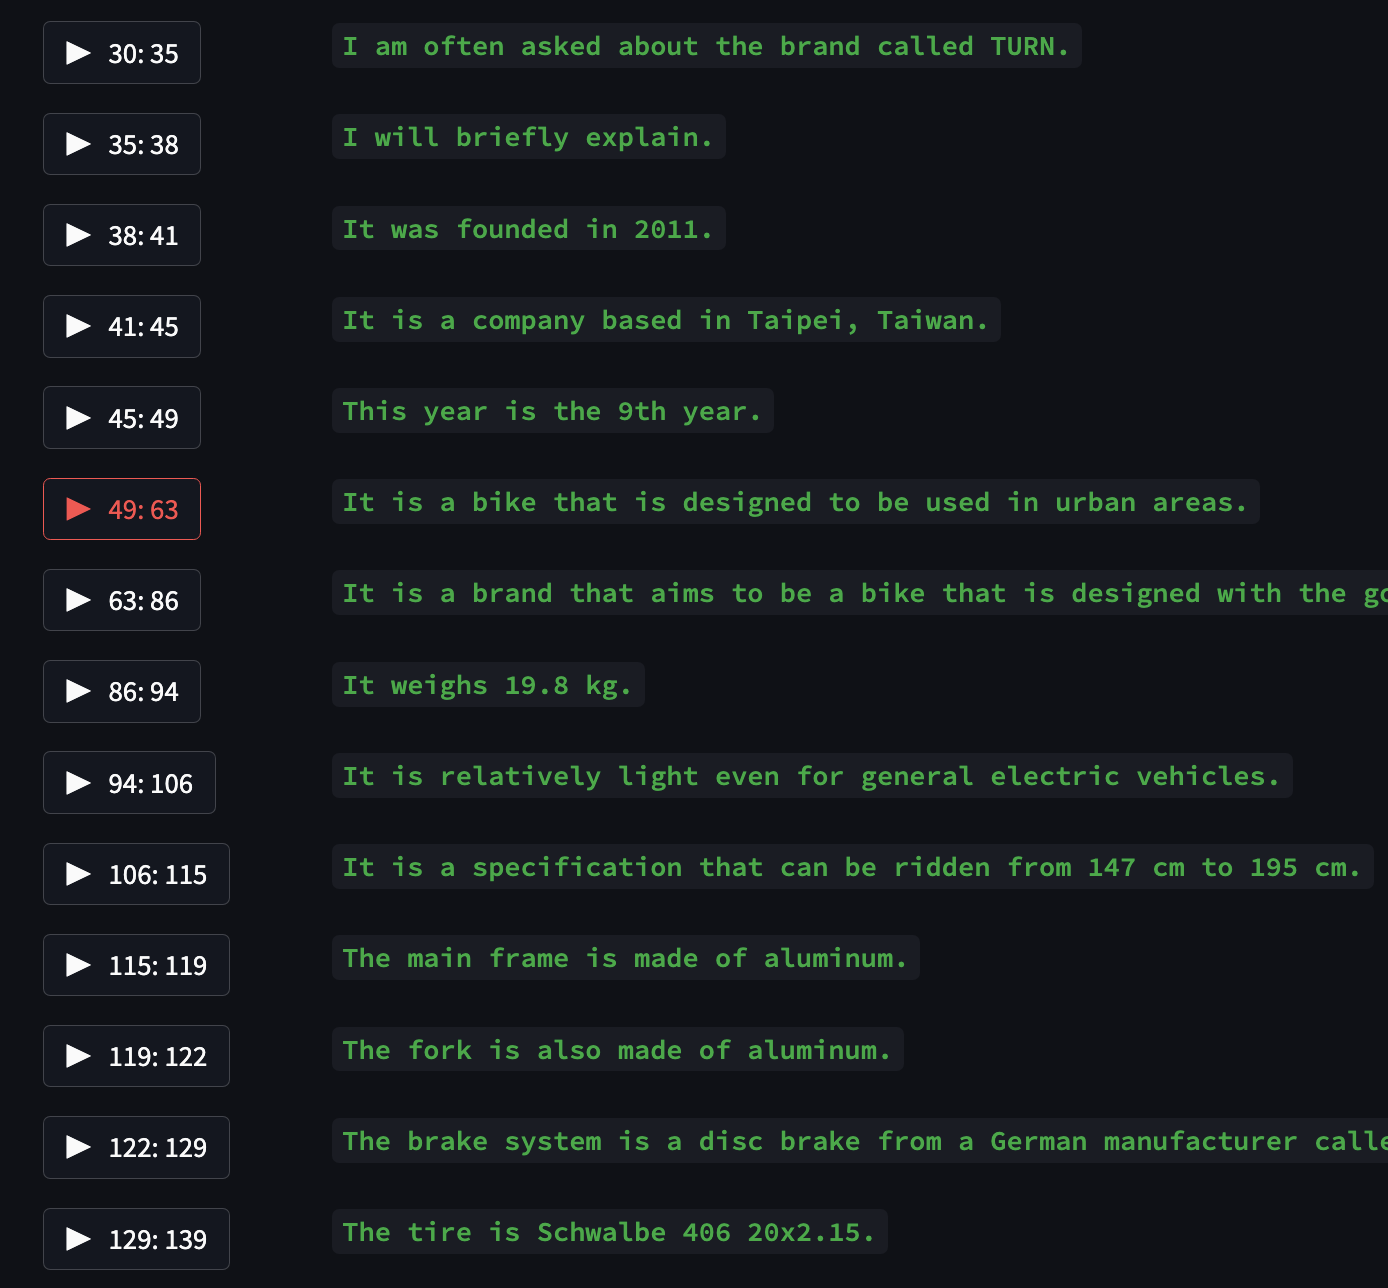 ▶ 30: 35 I am often asked about the brand called TURN.
▶ 35: 38 I will briefly explain.
▶ 38: 41 It was founded in 2011.
▶ 41: 45 It is a company based in Taipei, Taiwan.
▶ 45: 49 This year is the 9th year.
▶ 49: 63 It is a bike that is designed to be used in urban areas.
▶ 63: 86 It is a brand that aims to be a bike that is designed with the
▶ 86: 94 It weighs 19.8 kg.
▶ 94: 106 It is relatively light even for general electric vehicles.
▶ 106: 115 It is a specification that can be ridden from 147 cm to 195 cm.
▶ 115: 119 The main frame is made of aluminum.
▶ 119: 122 The fork is also made of aluminum.
▶ 122: 129 The brake system is a disc brake from a German manufacturer
▶ 129: 139 The tire is Schwalbe 406 20x2.15.